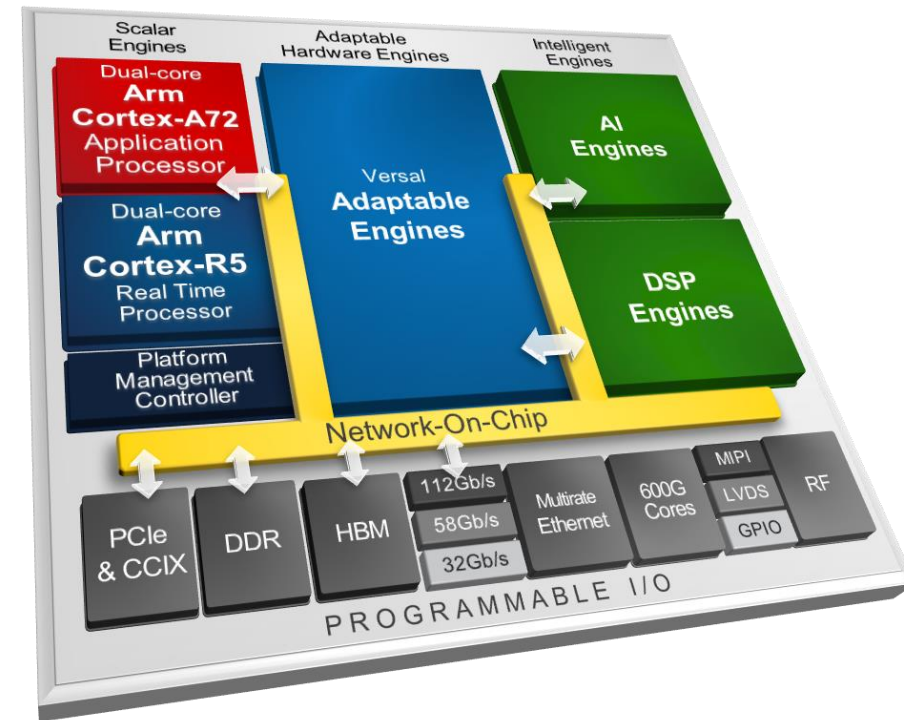 Scalar
Engines
Adaptable
Hardware Engines
Intelligent
Engines
Dual-core
Arm
Cortex-A72
Application
Processor
Dual-core
Arm
Cortex-R5
Real Time
Processor
Platform
Management
Controller
Versal
Adaptable
Engines
AI
Engines
DSP
Engines
Network-On-Chip
PCIe
& CCIX
DDR
HBM
112Gb/s
58Gb/s
32Gb/s
Multirate
Ethernet
600G
Cores
MIPI
LVDS
GPIO
RF
PROGRAMMABLE I/O